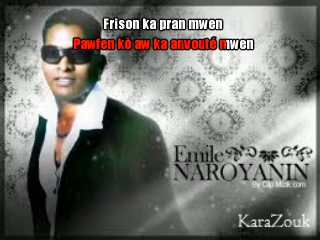 Frison ka pran mwen
Pawfen kò aw ka anvouté mwen
Emile
NAROYANIN
By Clip Mizik.com
KaraZouk